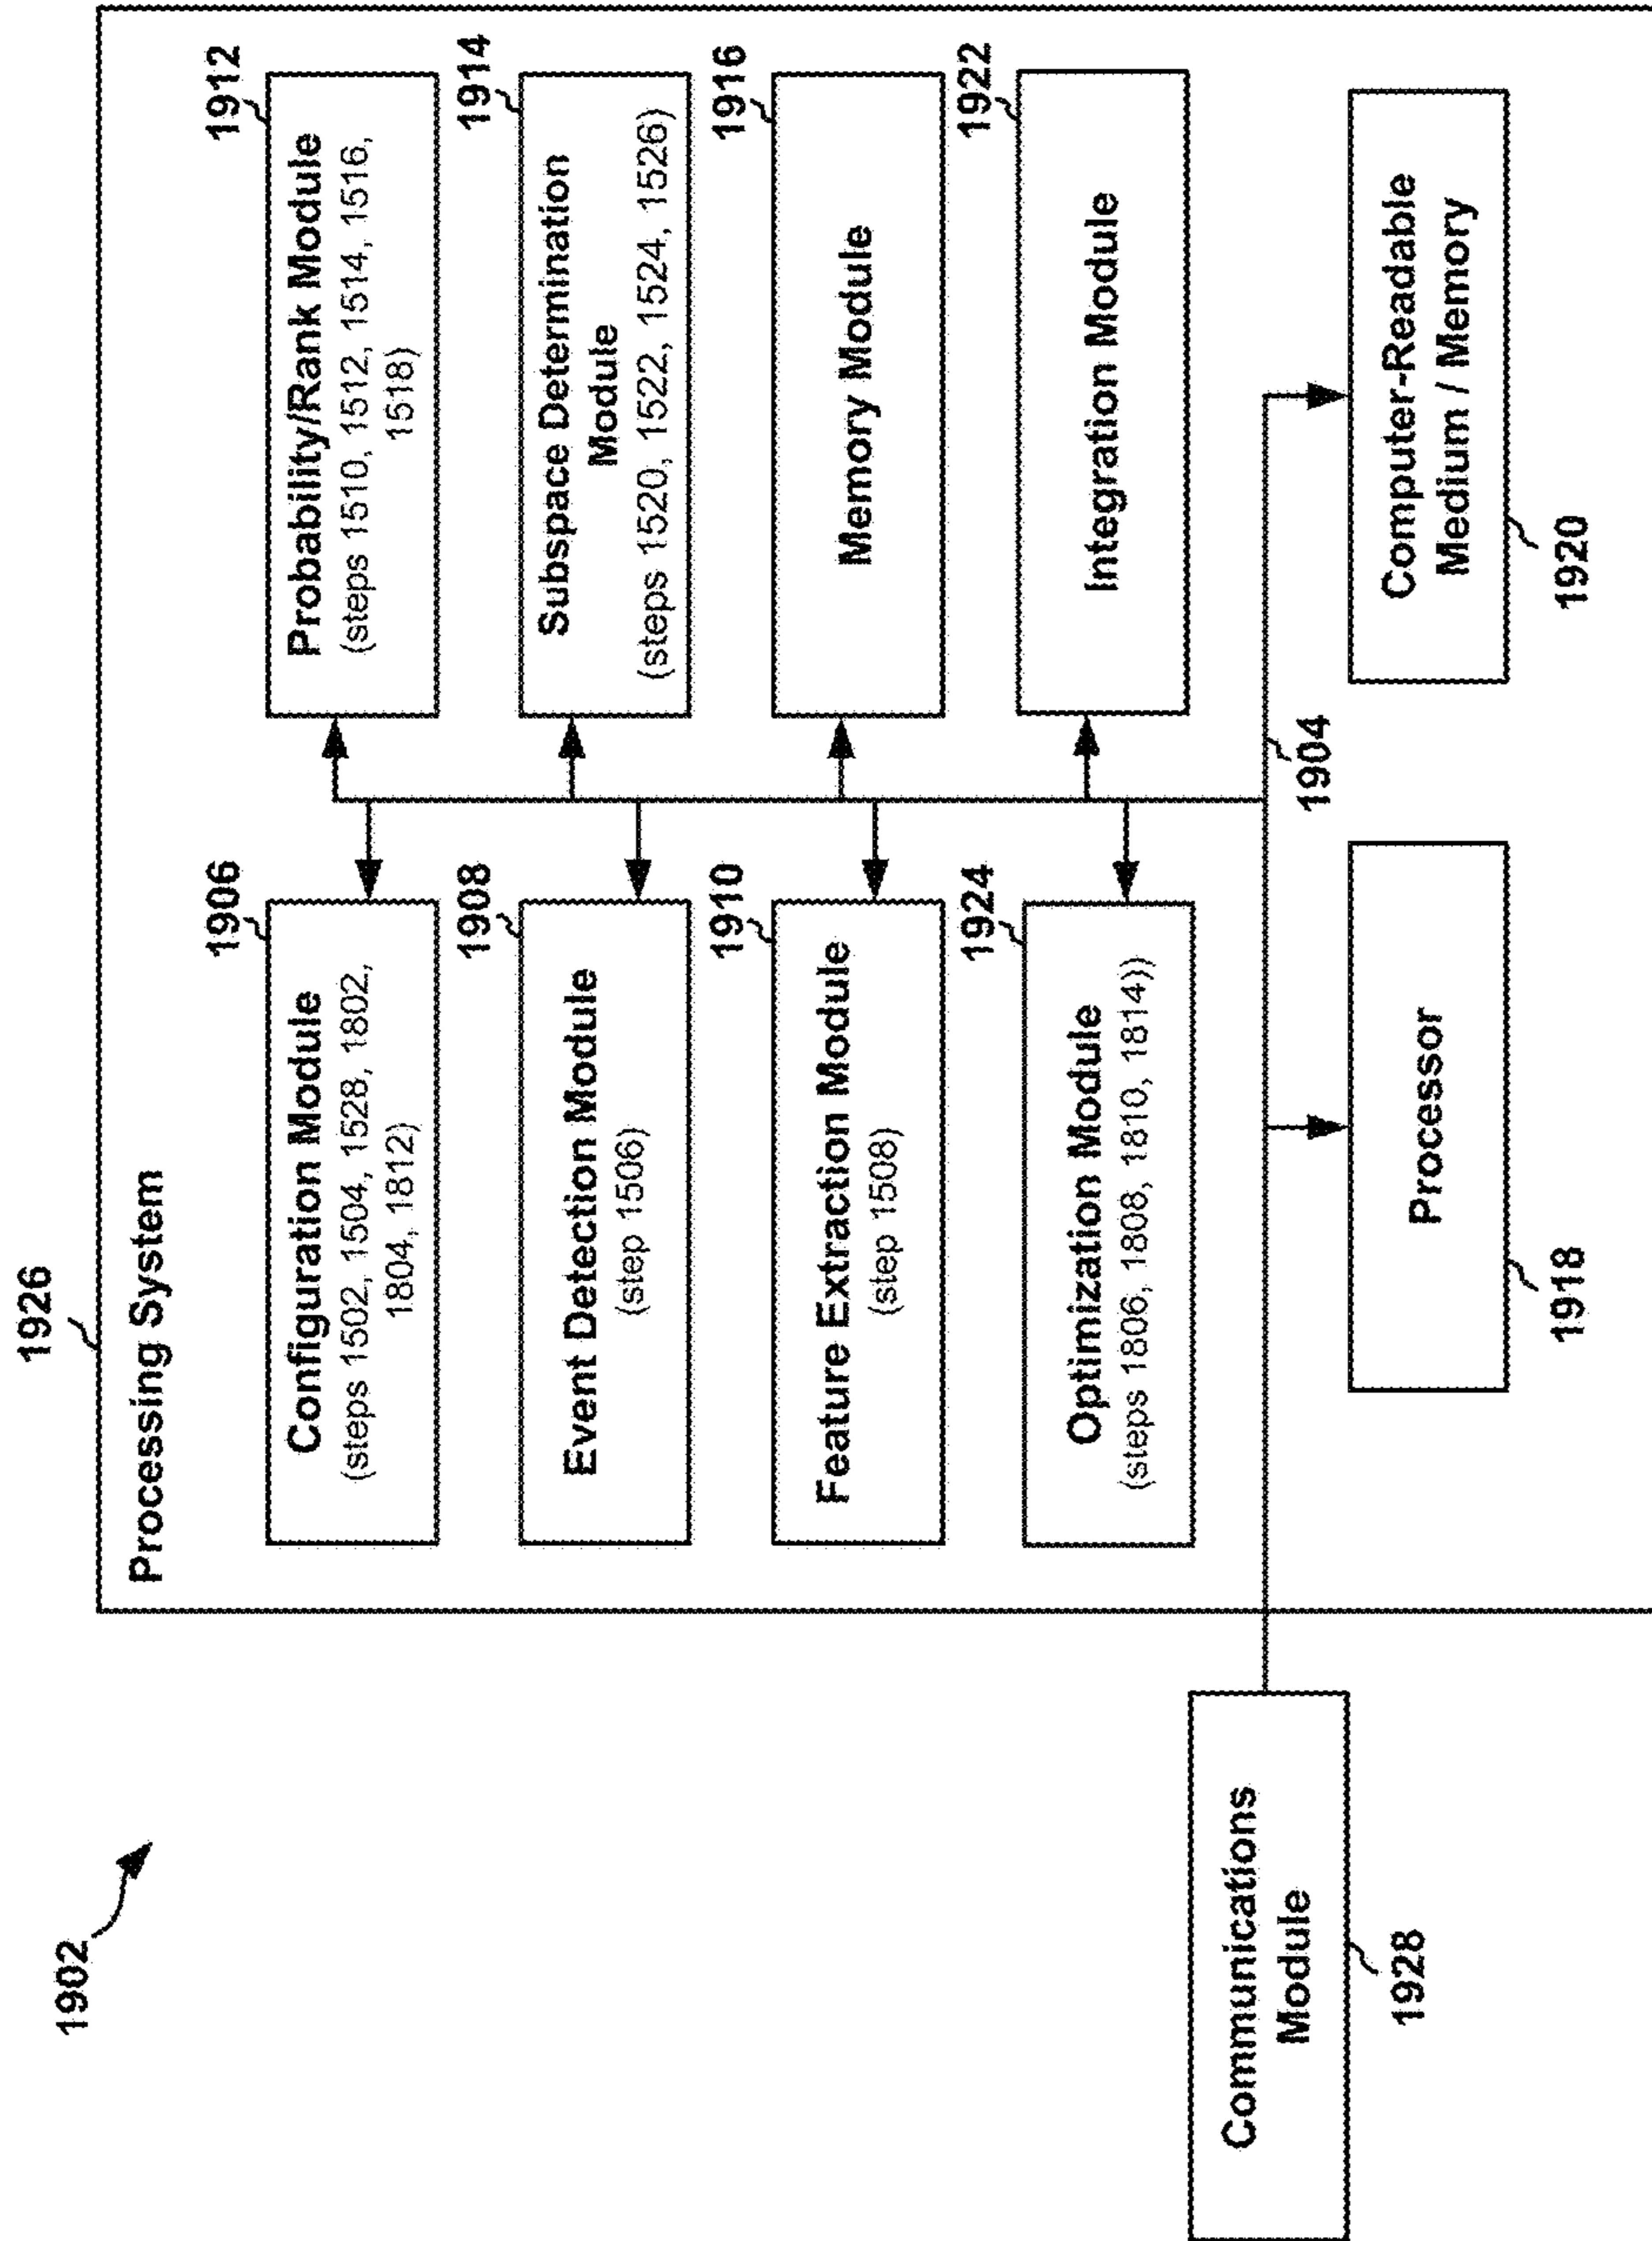 1902
1926
Processing System
1906
Configuration Module
(steps 1502, 1504, 1528, 1802,
1804, 1812)
1912
Probability/Rank Module
(steps 1510, 1512, 1514, 1516,
1518)
1908
Event Detection Module
(step 1506)
1914
Subspace Determination
Module
(steps 1520, 1522, 1524, 1526)
1910
Feature Extraction Module
(step 1508)
1916
Memory Module
1924
Optimization Module
(steps 1806, 1808, 1810, 1814))
1922
Integration Module
Communications
Module
1928
1904
Processor
1918
Computer-Readable
Medium / Memory
1920